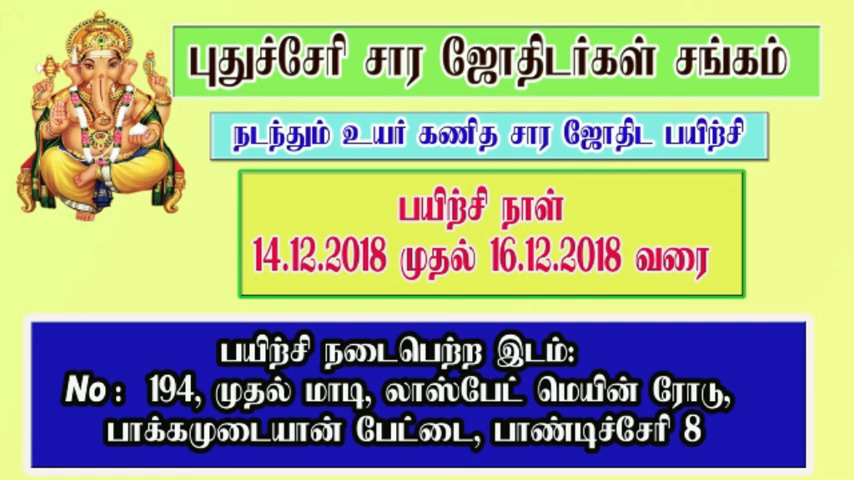 புதுச்சேரி சார ஜோதிடர்கள் சங்கம்
நடந்தும் உயர் கணித சார ஜோதிட பயிற்சி
பயிற்சி நாள்
14.12.2018 முதல் 16.12.2018 வரை
பயிற்சி நடைபெற்ற இடம்:
No : 194, முதல் மாடி, லாஸ்பேட் மெயின் ரோடு,
பாக்கமுடையான் பேட்டை, பாண்டிச்சேரி 8